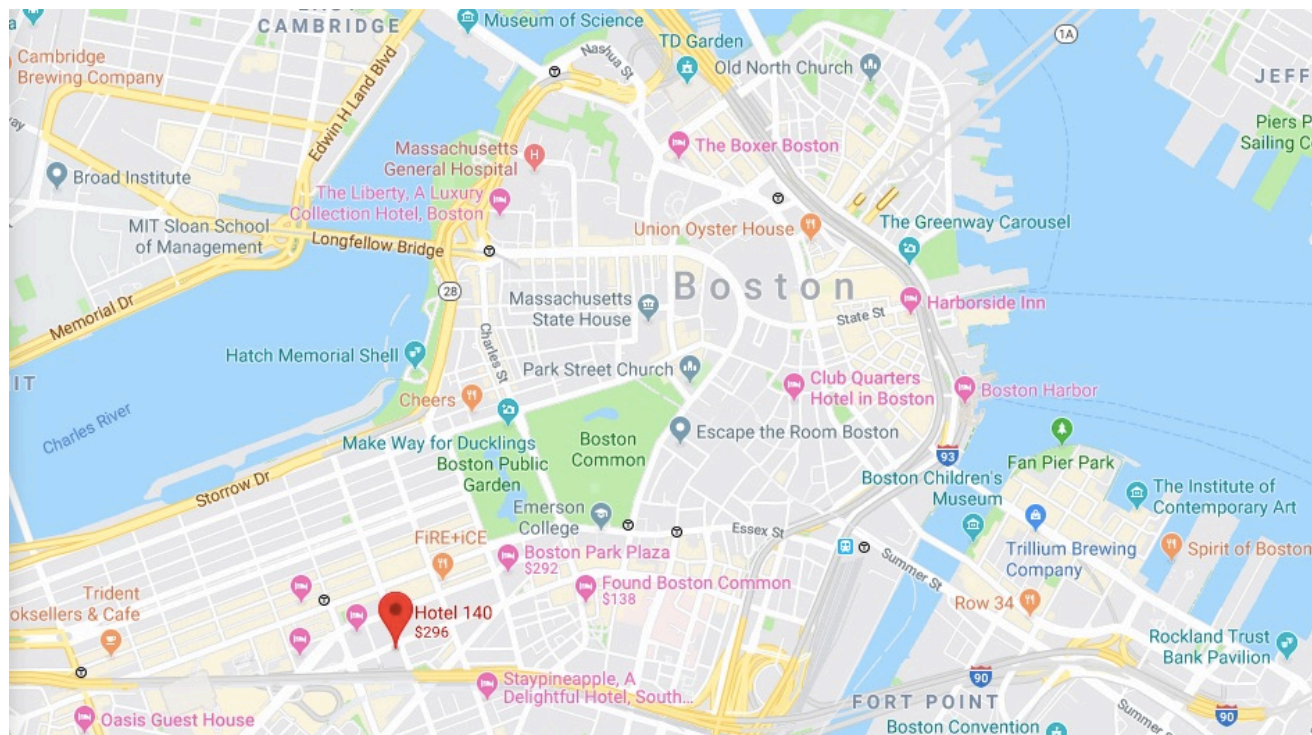 EAST
CAMBRIDGE
Museum of Science
Nashua St
TD Garden
Old North Church
1A
JEFF
Cambridge
Brewing Company
Edwin H Land Blvd
Piers P
Sailing C
way
Broad Institute
Massachusetts
General Hospital
H
The Boxer Boston
The Liberty, A Luxury
Collection Hotel, Boston
MIT Sloan School
of Management
Longfellow Bridge
Union Oyster House
The Greenway Carousel
Boston
28
Massachusetts
State House
State St
Harborside Inn
Memorial Dr
Charles St
Hatch Memorial Shell
Park Street Church
IT
Cheers
Club Quarters
Hotel in Boston
Boston Harbor
Charles River
Make Way for Ducklings
Boston Public
Garden
Boston
Common
Escape the Room Boston
93
Fan Pier Park
Storrow Dr
Boston Children's
Museum
The Institute of
Contemporary Art
Emerson
College
Essex St
FiRE+iCE
Boston Park Plaza
$292
Summer St
Trillium Brewing
Company
Spirit of Boston
Found Boston Common
$138
Trident
oksellers & Cafe
Hotel 140
$296
Row 34
Rockland Trust
Bank Pavilion
Staypineapple, A
Delightful Hotel, South...
90
FORT POINT
Oasis Guest House
Boston Convention
Summer St
90